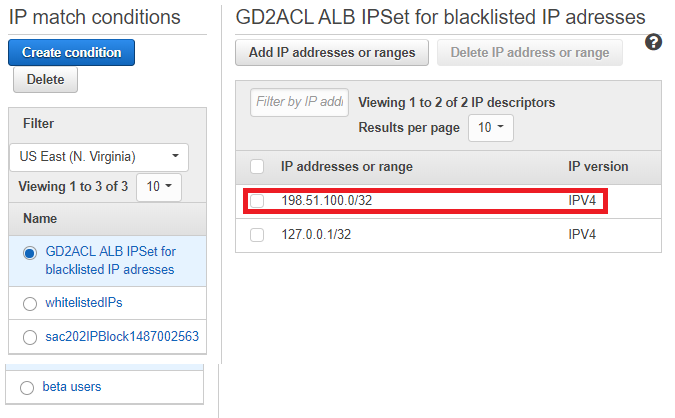 IP match conditions
Create condition
Delete
Filter
US East (N. Virginia)
Viewing 1 to 3 of 3
10
Name
GD2ACL ALB IPSet for
blacklisted IP adresses
whitelistedIPs
sac202IPBlock1487002563
beta users
GD2ACL ALB IPSet for blacklisted IP adresses
Add IP addresses or ranges
Delete IP address or range
?
Filter by IP addi
Viewing 1 to 2 of 2 IP descriptors
Results per page
10
IP addresses or range
IP version
198.51.100.0/32
IPV4
127.0.0.1/32
IPV4